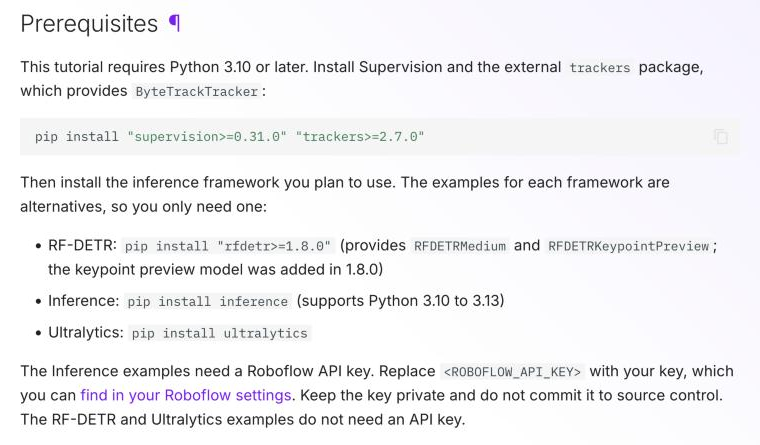 Prerequisites ¶
This tutorial requires Python 3.10 or later. Install Supervision and the external trackers package,
which provides ByteTrackTracker:
pip install "supervision>=0.31.0" "trackers>=2.7.0"
Then install the inference framework you plan to use. The examples for each framework are
alternatives, so you only need one:
• RF-DETR: pip install "rfdetr>=1.8.0" (provides RFDETRMedium and RFDETRKeypointPreview;
the keypoint preview model was added in 1.8.0)
• Inference: pip install inference (supports Python 3.10 to 3.13)
• Ultralytics: pip install ultralytics
The Inference examples need a Roboflow API key. Replace <ROBOFLOW_API_KEY> with your key, which
you can find in your Roboflow settings. Keep the key private and do not commit it to source control.
The RF-DETR and Ultralytics examples do not need an API key.